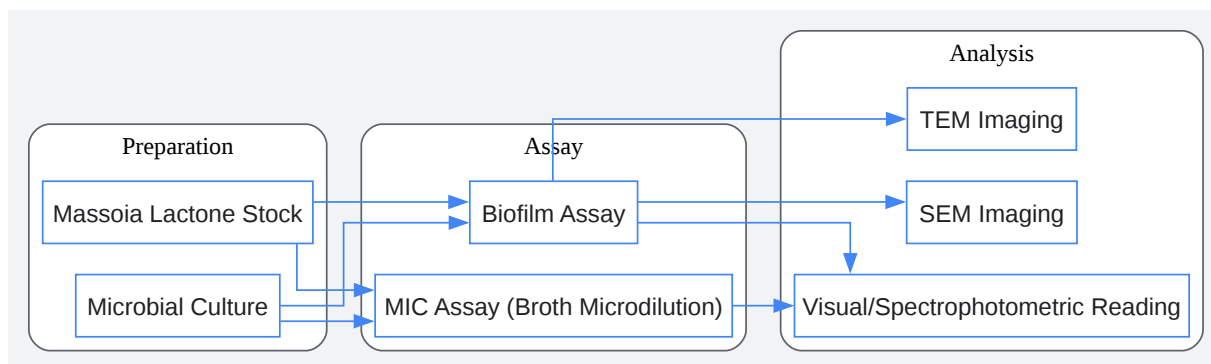 Preparation
Massoia Lactone Stock
Microbial Culture
Assay
Biofilm Assay
MIC Assay (Broth Microdilution)
Analysis
TEM Imaging
SEM Imaging
Visual/Spectrophotometric Reading